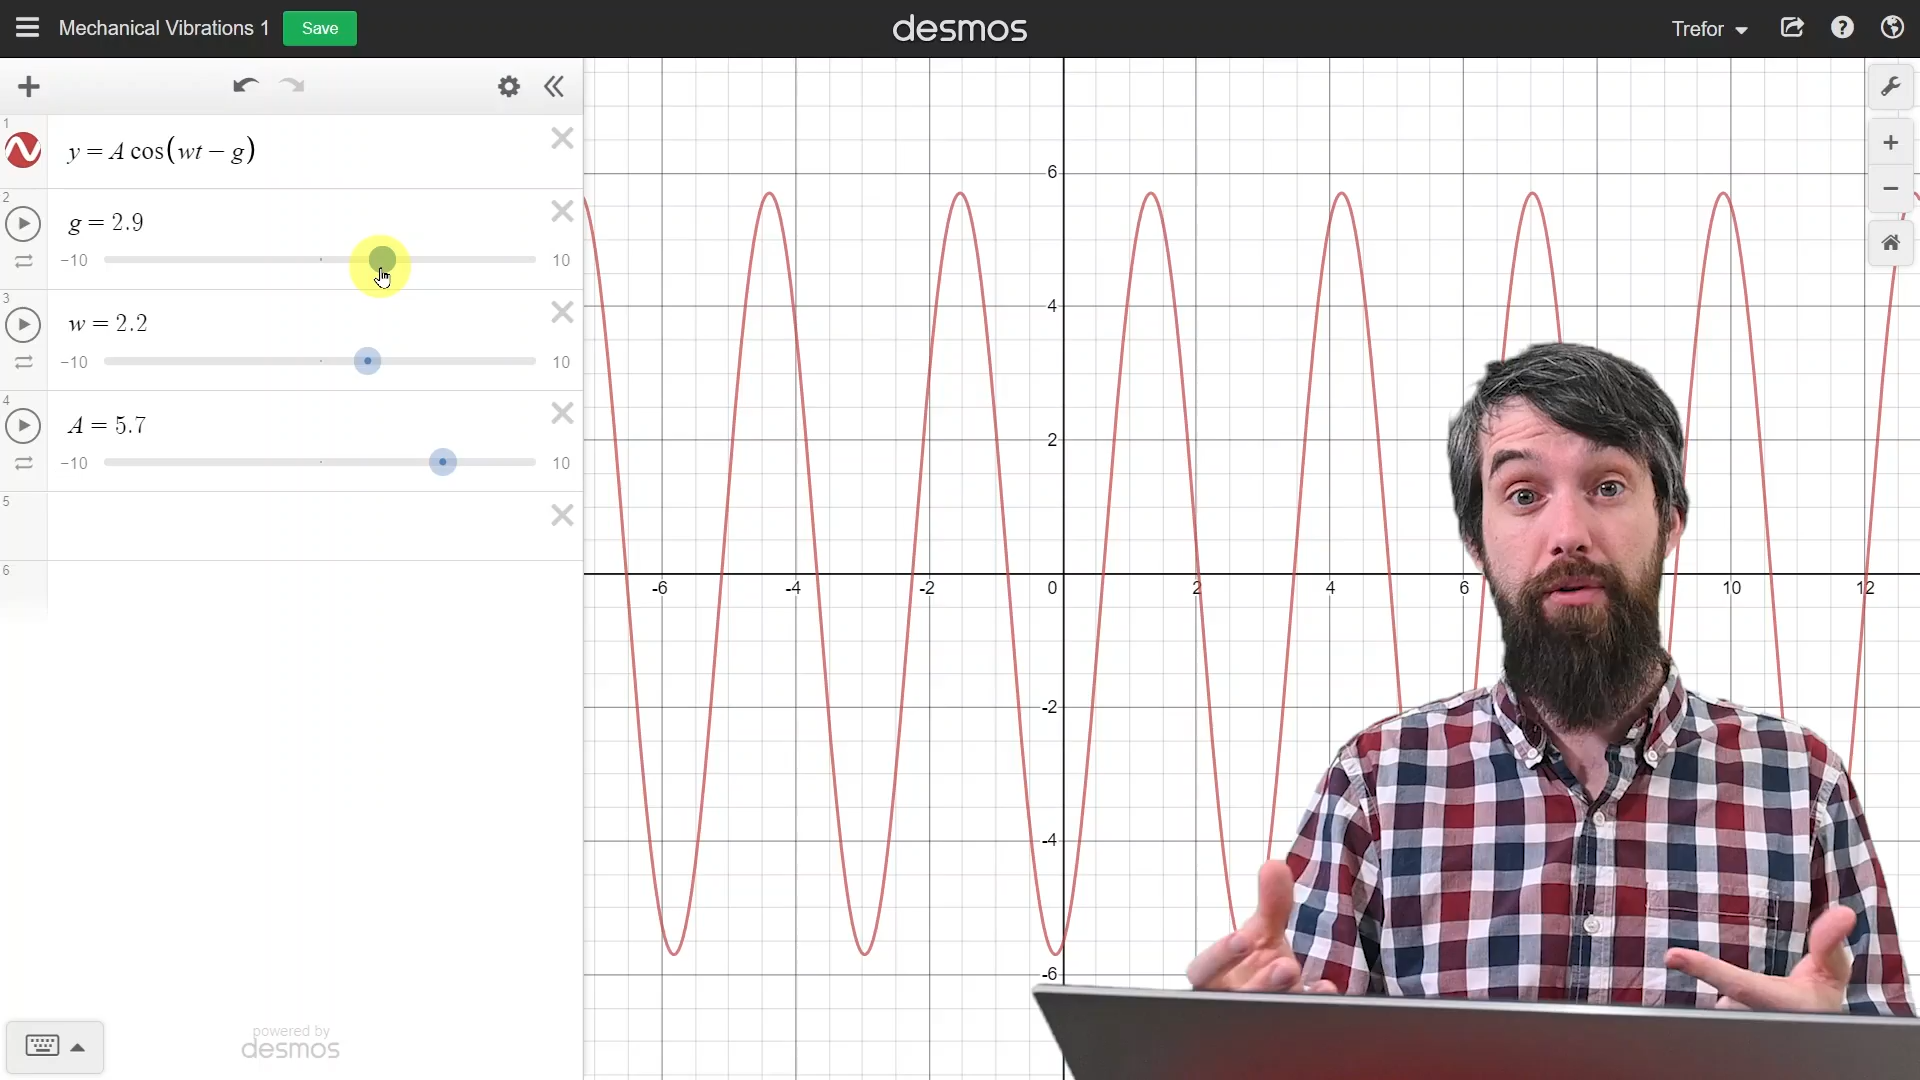 Mechanical Vibrations 1
Save
desmos
Trefor
1
y = A cos(wt − g)
2
g = 2.9
−10
10
3
w = 2.2
−10
10
4
A = 5.7
−10
10
5
6
powered by
desmos
6
4
2
-6
-4
-2
0
2
4
6
10
12
-2
-4
-6